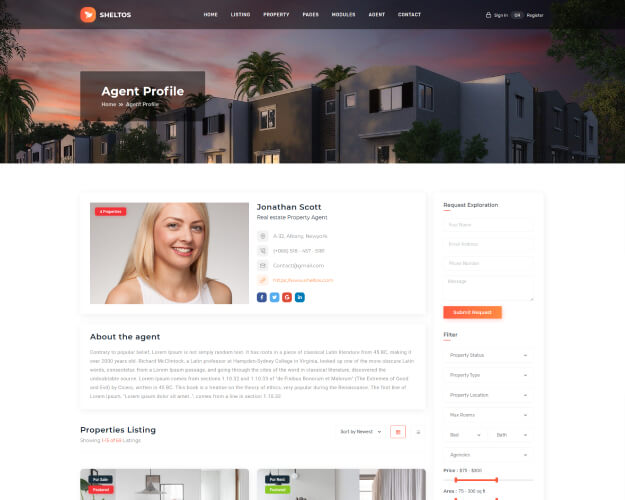 SHELTOS
HOME LISTING PROPERTY PAGES MODULES AGENT CONTACT
Sign In OR Register
Agent Profile
Home » Agent Profile
4 Properties
Jonathan Scott
Real estate Property Agent
A-32, Albany, Newyork.
(+066) 518 - 457 - 5181
Contact@gmail.com
https://www.sheltos.com
About the agent
Contrary to popular belief, Lorem Ipsum is not simply random text. It has roots in a piece of classical Latin literature from 45 BC, making it
over 2000 years old. Richard McClintock, a Latin professor at Hampden-Sydney College in Virginia, looked up one of the more obscure Latin
words, consectetur, from a Lorem Ipsum passage, and going through the cites of the word in classical literature, discovered the
undoubtable source. Lorem Ipsum comes from sections 1.10.32 and 1.10.33 of "de Finibus Bonorum et Malorum" (The Extremes of Good
and Evil) by Cicero, written in 45 BC. This book is a treatise on the theory of ethics, very popular during the Renaissance. The first line of
Lorem Ipsum, "Lorem ipsum dolor sit amet..", comes from a line in section 1.10.32
Properties Listing
Showing 1-15 of 69 Listings
Sort by Newest
For Sale
Featured
For Rent
Featured
Request Exploration
Your Name
Email Address
Phone Number
Message
Submit Request
Filter
Property Status
Property Type
Property Location
Max Rooms
Bed Bath
Agencies
Price : $75 - $300
Area : 75 - 300 sq ft